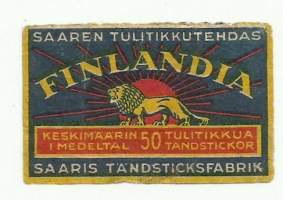 SAAREN TULITIKKUTEHDAS
FINLANDIA
KESKIMÄÄRIN 50 TULITIKKUA
I MEDELTAL TÄNDSTICKOR
SAARIS TÄNDSTICKSFABRIK